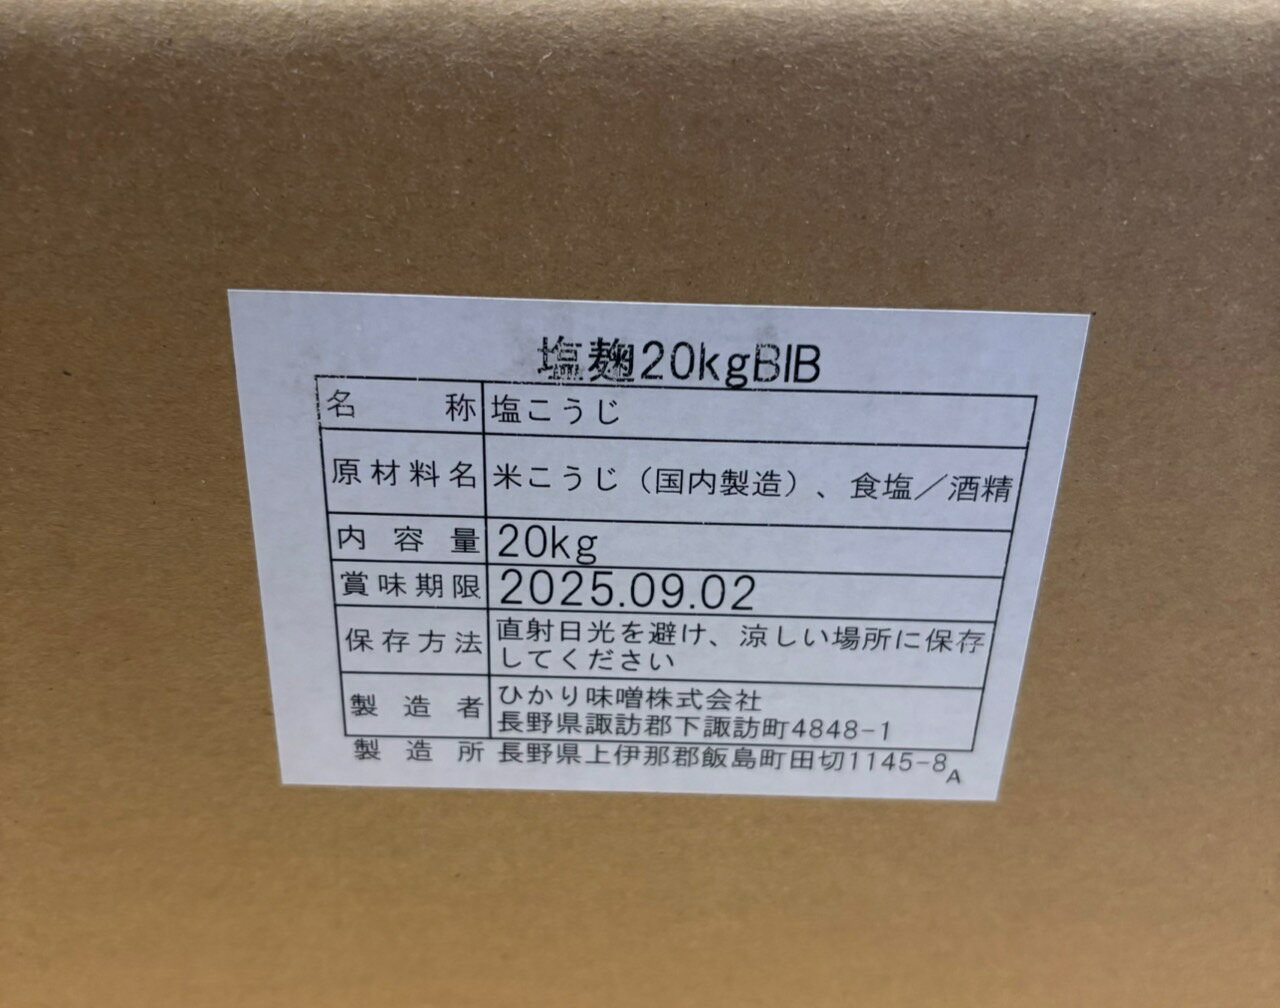 塩麹20kgBIB
名称 塩こうじ
原材料名 米こうじ(国内製造)、食塩/酒精
内容量 20kg
賞味期限 2025.09.02
保存方法 直射日光を避け、涼しい場所に保存
してください
製造者 ひかり味噌株式会社
長野県諏訪郡下諏訪町4848-1
製造所 長野県上伊那郡飯島町田切1145-8
A